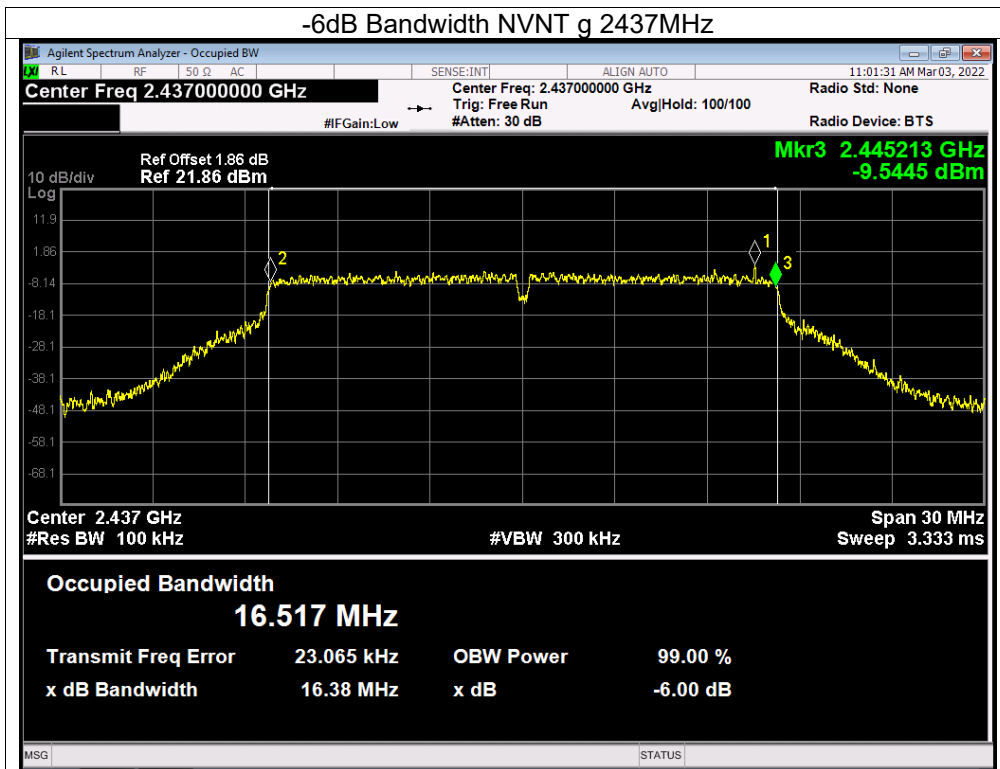 -6dB Bandwidth NVNT g 2437MHz
Agilent Spectrum Analyzer - Occupied BW
LXI RL RF 50 Ω AC SENSE:INT ALIGN AUTO 11:01:31 AM Mar 03, 2022
Center Freq 2.437000000 GHz Center Freq: 2.437000000 GHz Radio Std: None
Trig: Free Run Avg|Hold: 100/100
#IFGain:Low #Atten: 30 dB Radio Device: BTS
Mkr3 2.445213 GHz
-9.5445 dBm
Ref Offset 1.86 dB
10 dB/div Ref 21.86 dBm
Log
11.9
1.86
-8.14
-18.1
-28.1
-38.1
-48.1
-58.1
-68.1
2
1
3
Center 2.437 GHz Span 30 MHz
#Res BW 100 kHz #VBW 300 kHz Sweep 3.333 ms
Occupied Bandwidth
16.517 MHz
Transmit Freq Error 23.065 kHz OBW Power 99.00 %
x dB Bandwidth 16.38 MHz x dB -6.00 dB
MSG STATUS